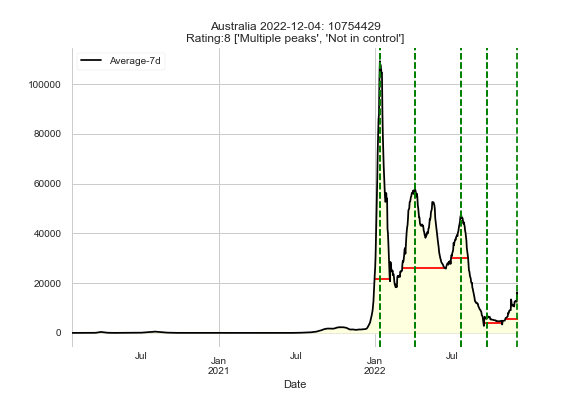 Australia 2022-12-04: 10754429
Rating:8 ['Multiple peaks', 'Not in control']
Average-7d
100000
80000
60000
40000
20000
0
Jul
Jan
2021
Jul
Jan
2022
Jul
Date